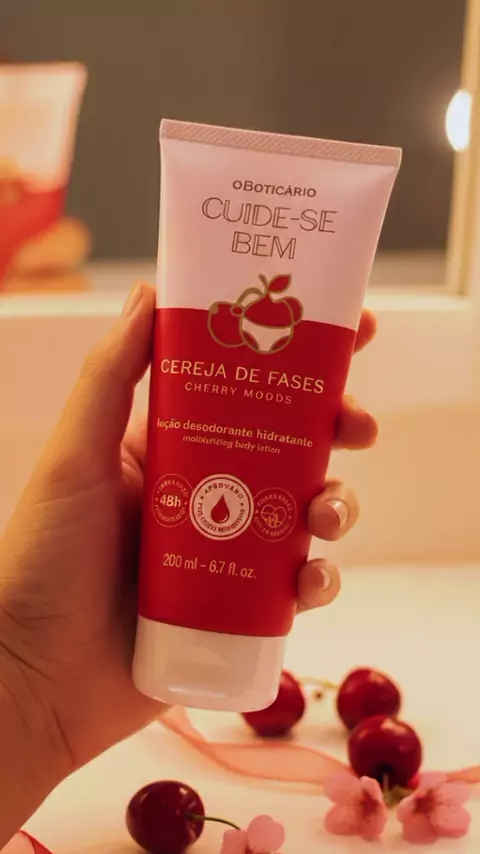 OBOTICÁRIO
CUIDE-SE
BEM
CEREJA DE FASES
CHERRY MOODS
loção desodorante hidratante
moisturizing body lotion
48h
APROVADO
200 ml - 6.7 fl. oz.